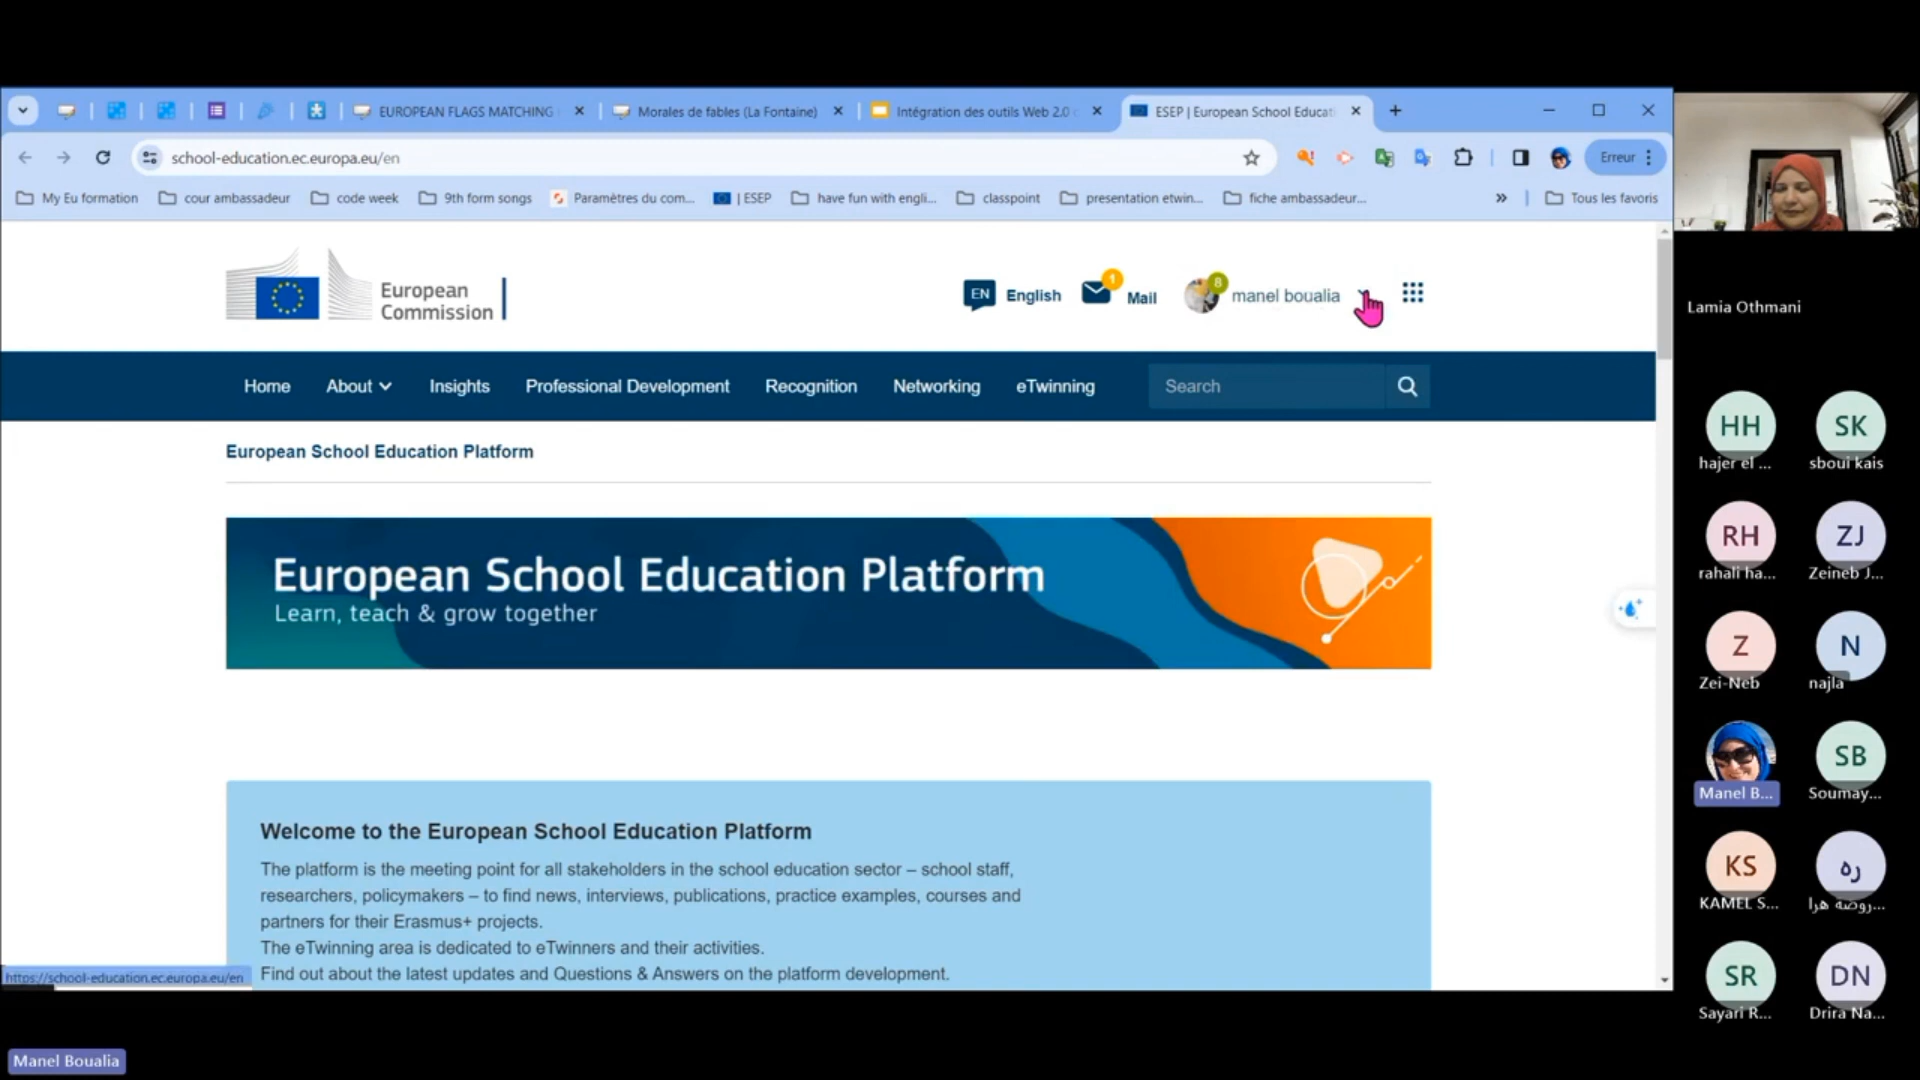 EUROPEAN FLAGS MATCHING
Morales de fables (La Fontaine)
Intégration des outils Web 2.0
ESEP | European School Educati
school-education.ec.europa.eu/en
Erreur
My Eu formation
cour ambassadeur
code week
9th form songs
Paramètres du com...
| ESEP
have fun with engli...
classpoint
presentation etwin...
fiche ambassadeur...
»
Tous les favoris
European
Commission
EN English
1 Mail
8 manel boualia
Home
About
Insights
Professional Development
Recognition
Networking
eTwinning
Search
European School Education Platform
European School Education Platform
Learn, teach & grow together
Welcome to the European School Education Platform
The platform is the meeting point for all stakeholders in the school education sector – school staff,
researchers, policymakers – to find news, interviews, publications, practice examples, courses and
partners for their Erasmus+ projects.
The eTwinning area is dedicated to eTwinners and their activities.
Find out about the latest updates and Questions & Answers on the platform development.
https://school-education.ec.europa.eu/en
Manel Boualia
Lamia Othmani
HH
hajer el ...
SK
sboui kais
RH
rahali ha...
ZJ
Zeineb J...
Z
Zei-Neb
N
najla
Manel B...
SB
Soumay...
KS
KAMEL S...
ره
روضه هرا...
SR
Sayari R...
DN
Drira Na...